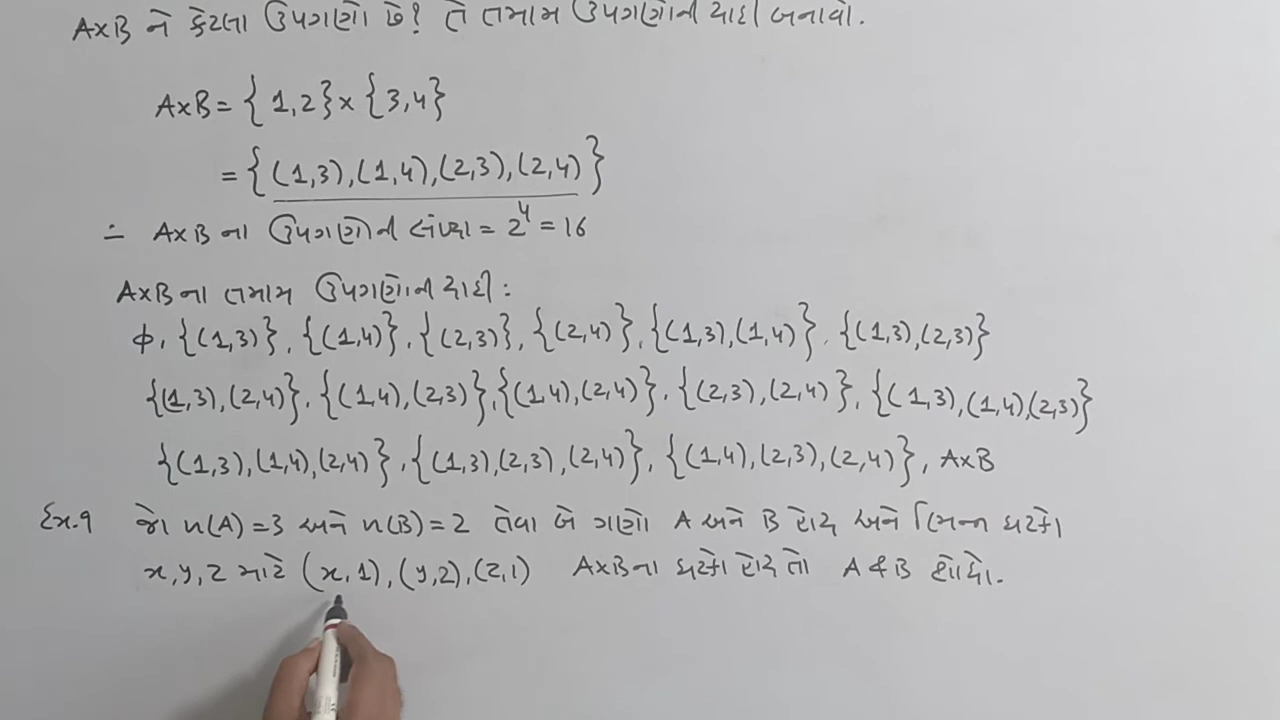 A×B ને કેટલા ઉપગણો છે? તે તમામ ઉપગણોની યાદી બનાવો.
A×B = {1,2} × {3,4}
= {(1,3),(1,4),(2,3),(2,4)}
∴ A×B ના ઉપગણોની સંખ્યા = 2⁴ = 16
A×B ના તમામ ઉપગણોની યાદી :
ϕ, {(1,3)}, {(1,4)}, {(2,3)}, {(2,4)}, {(1,3),(1,4)}, {(1,3),(2,3)}
{(1,3),(2,4)}, {(1,4),(2,3)}, {(1,4),(2,4)}, {(2,3),(2,4)}, {(1,3),(1,4),(2,3)}
{(1,3),(1,4),(2,4)}, {(1,3),(2,3),(2,4)}, {(1,4),(2,3),(2,4)}, A×B
દા.૧ જો n(A)=3 અને n(B)=2 તેવા બે ગણો A અને B હોય અને ભિન્ન ઘટકો
x,y,z માટે (x,1),(y,2),(z,1) A×B ના ઘટકો હોય તો A & B શોધો.